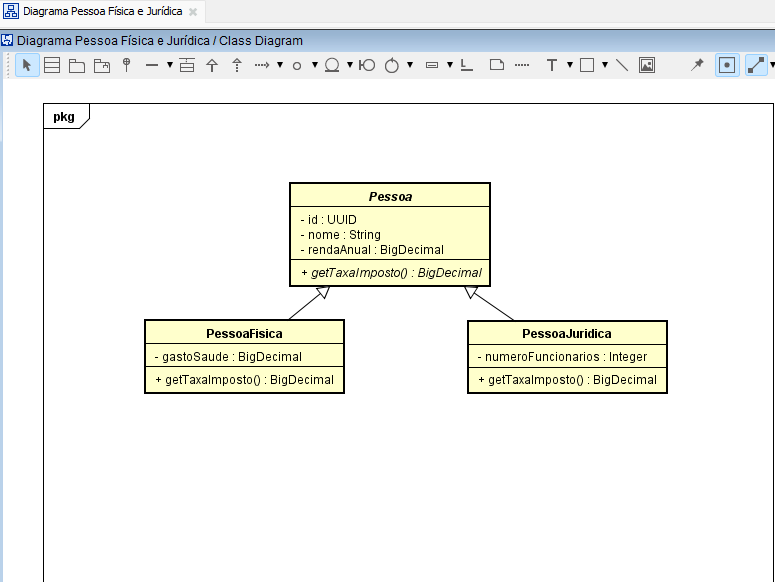 Diagrama Pessoa Física e Jurídica
Diagrama Pessoa Física e Jurídica / Class Diagram
T
pkg
Pessoa
- id : UUID
- nome : String
- rendaAnual : BigDecimal
+ getTaxaImposto() : BigDecimal
PessoaFisica
- gastoSaude : BigDecimal
+ getTaxaImposto() : BigDecimal
PessoaJuridica
- numeroFuncionarios : Integer
+ getTaxaImposto() : BigDecimal